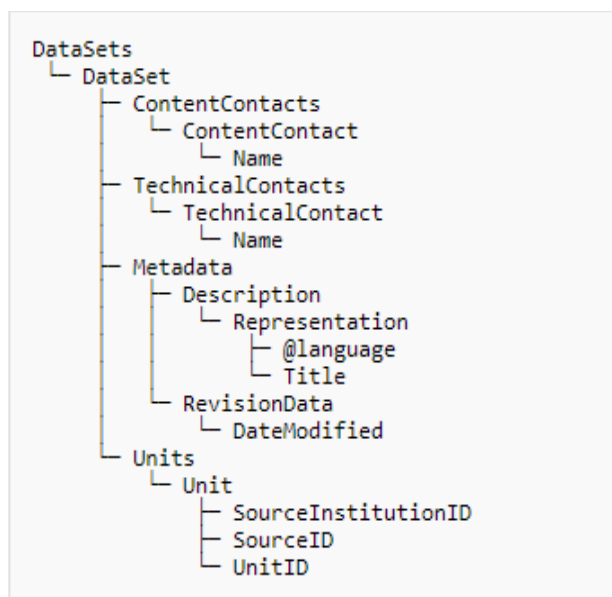 DataSets
└─ DataSet
├─ ContentContacts
│ └─ ContentContact
│ └─ Name
├─ TechnicalContacts
│ └─ TechnicalContact
│ └─ Name
├─ Metadata
│ ├─ Description
│ │ └─ Representation
│ │ ├─ @language
│ │ └─ Title
│ └─ RevisionData
│ └─ DateModified
└─ Units
└─ Unit
├─ SourceInstitutionID
├─ SourceID
└─ UnitID